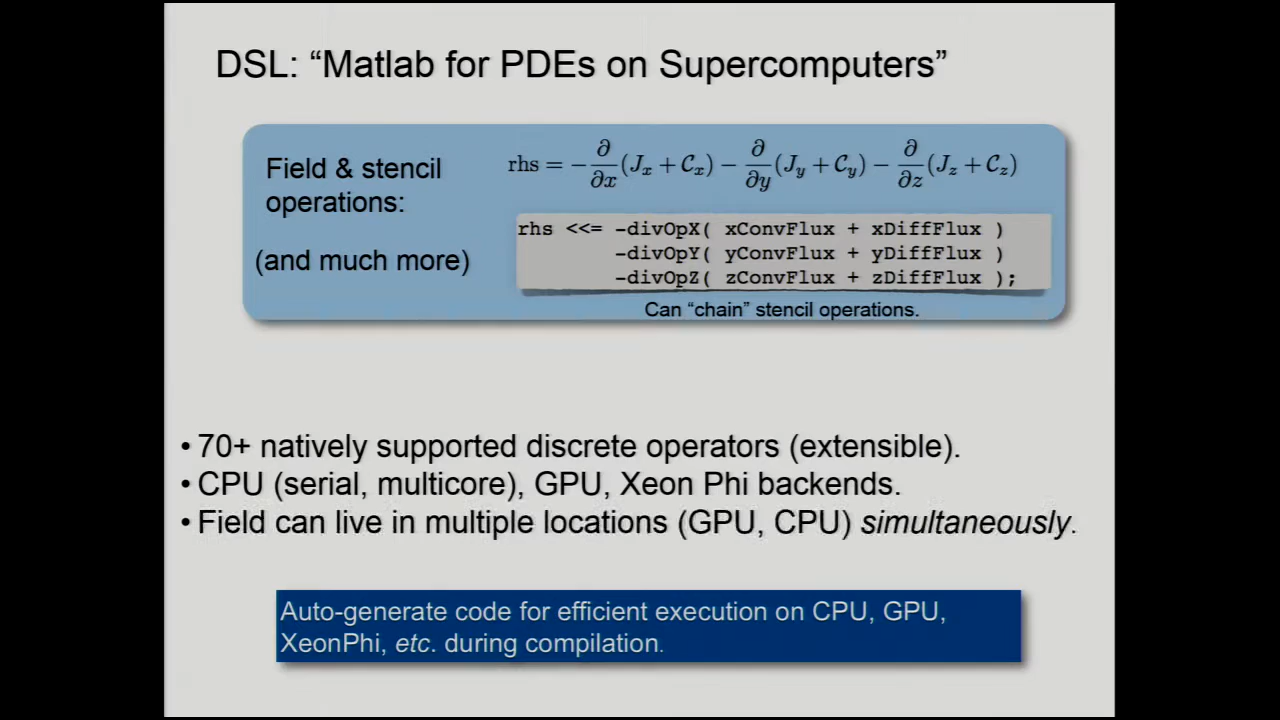 DSL: “Matlab for PDEs on Supercomputers”
Field & stencil
operations:
(and much more)
rhs = −∂/∂x(Jx + 𝒞x) − ∂/∂y(Jy + 𝒞y) − ∂/∂z(Jz + 𝒞z)
rhs <<= -divOpX( xConvFlux + xDiffFlux )
-divOpY( yConvFlux + yDiffFlux )
-divOpZ( zConvFlux + zDiffFlux );
Can “chain” stencil operations.
• 70+ natively supported discrete operators (extensible).
• CPU (serial, multicore), GPU, Xeon Phi backends.
• Field can live in multiple locations (GPU, CPU) simultaneously.
Auto-generate code for efficient execution on CPU, GPU,
XeonPhi, etc. during compilation.